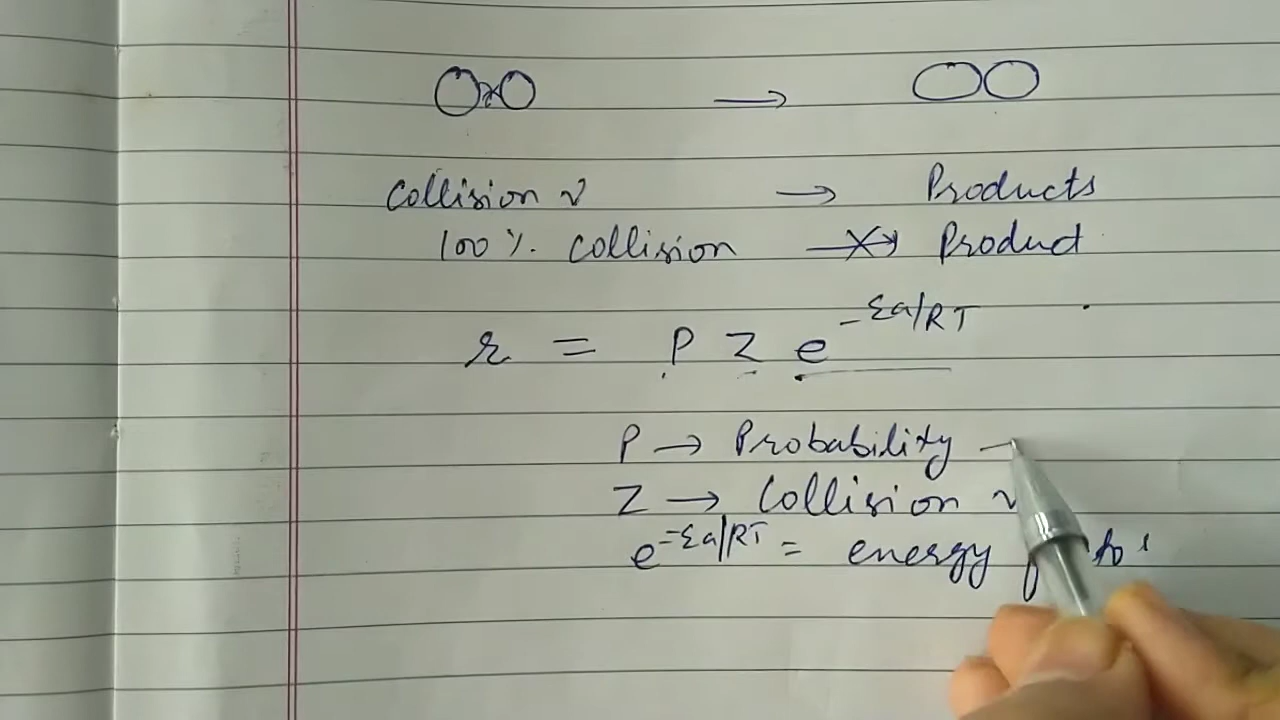 →
Collision ν → Products
100 %. Collision → Product
r = P Z e^-Ea/RT
P → Probability →
Z → Collision ν
e^-Ea/RT = energy